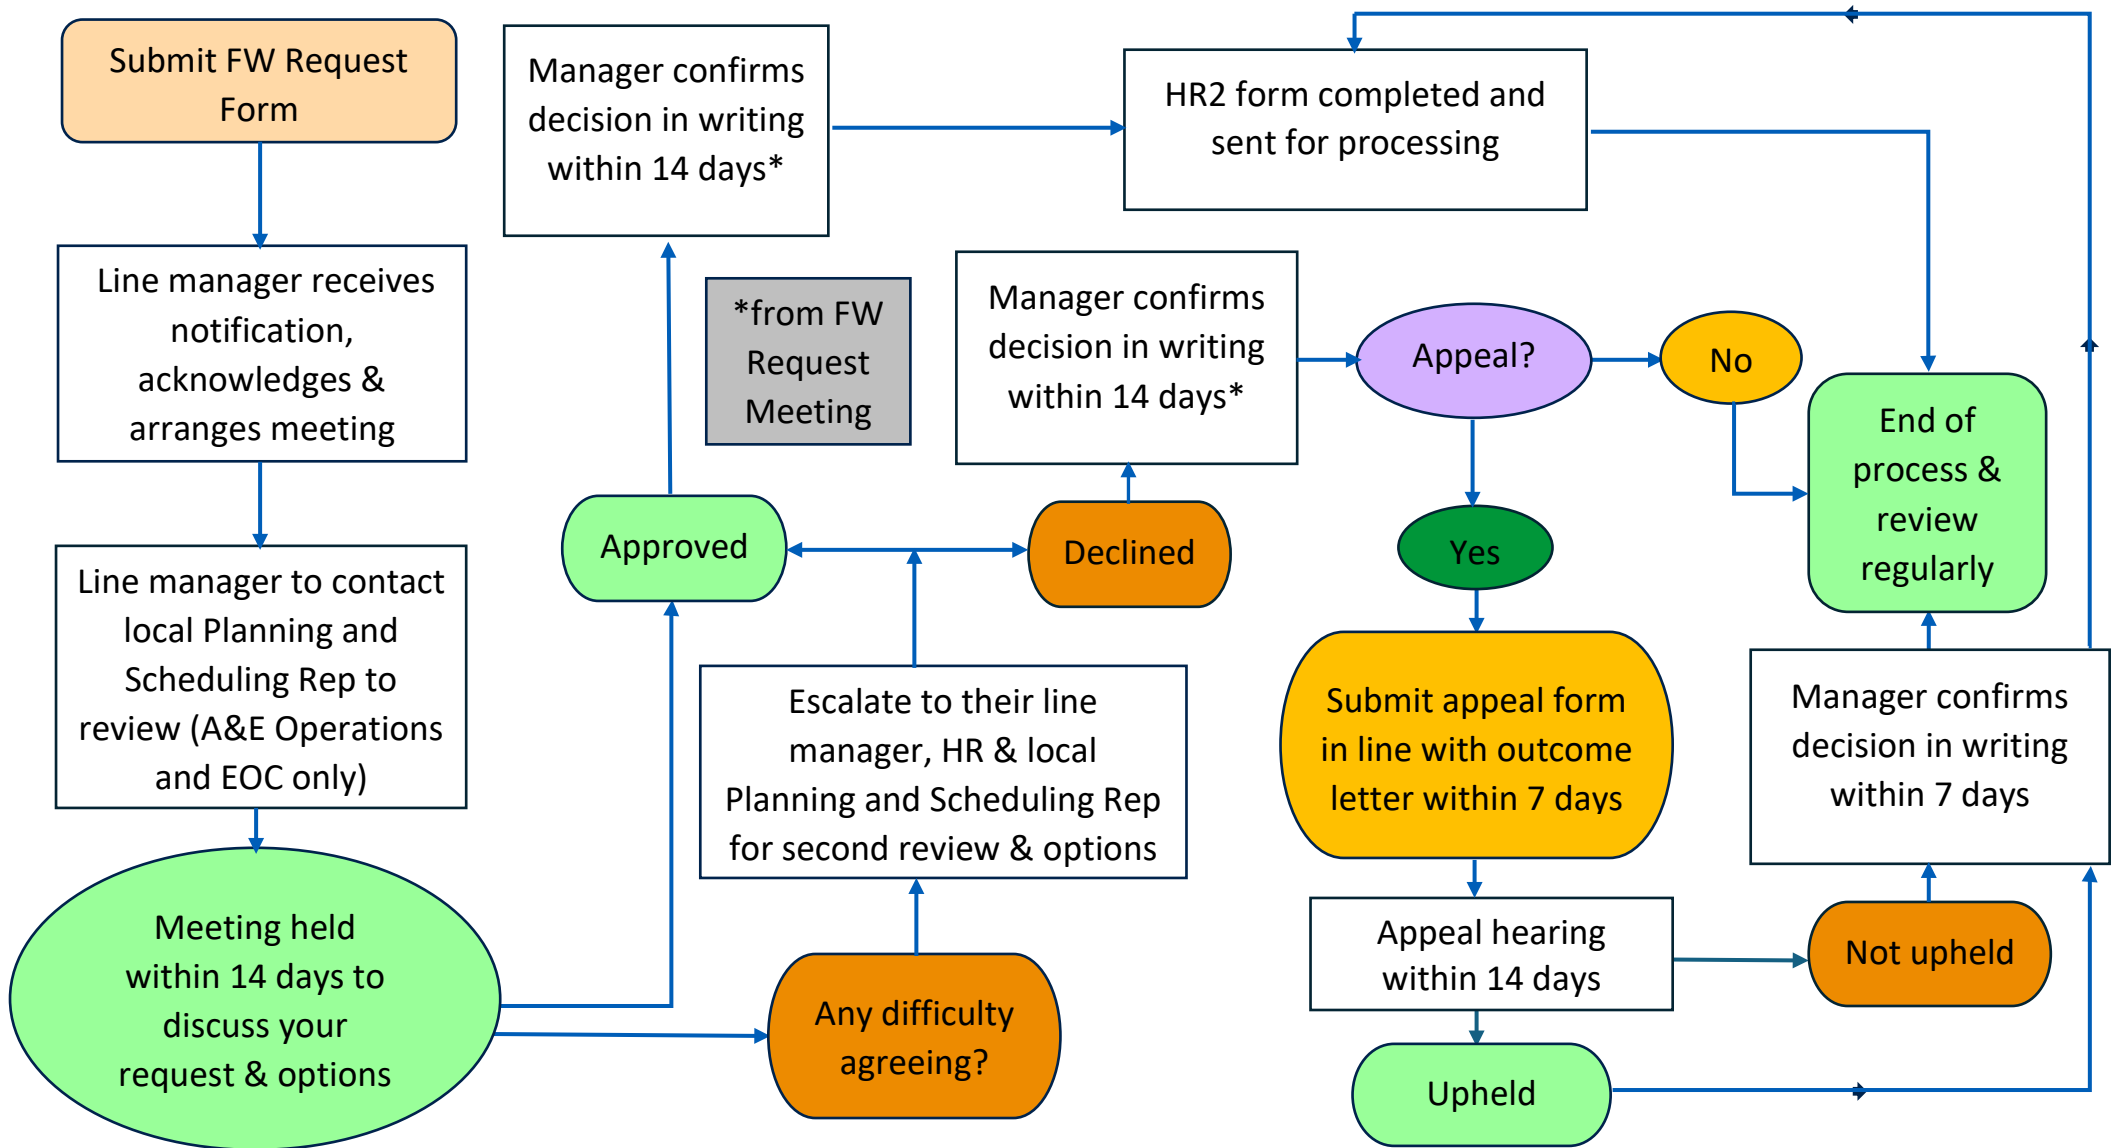 Submit FW Request
Form
Line manager receives
notification,
acknowledges &
arranges meeting
Line manager to contact
local Planning and
Scheduling Rep to
review (A&E Operations
and EOC only)
Meeting held
within 14 days to
discuss your
request & options
Manager confirms
decision in writing
within 14 days*
*from FW
Request
Meeting
Approved
Declined
Escalate to their line
manager, HR & local
Planning and Scheduling Rep
for second review & options
Any difficulty
agreeing?
HR2 form completed and
sent for processing
Manager confirms
decision in writing
within 14 days*
Appeal?
No
Yes
Submit appeal form
in line with outcome
letter within 7 days
Appeal hearing
within 14 days
Upheld
Not upheld
Manager confirms
decision in writing
within 7 days
End of
process &
review
regularly